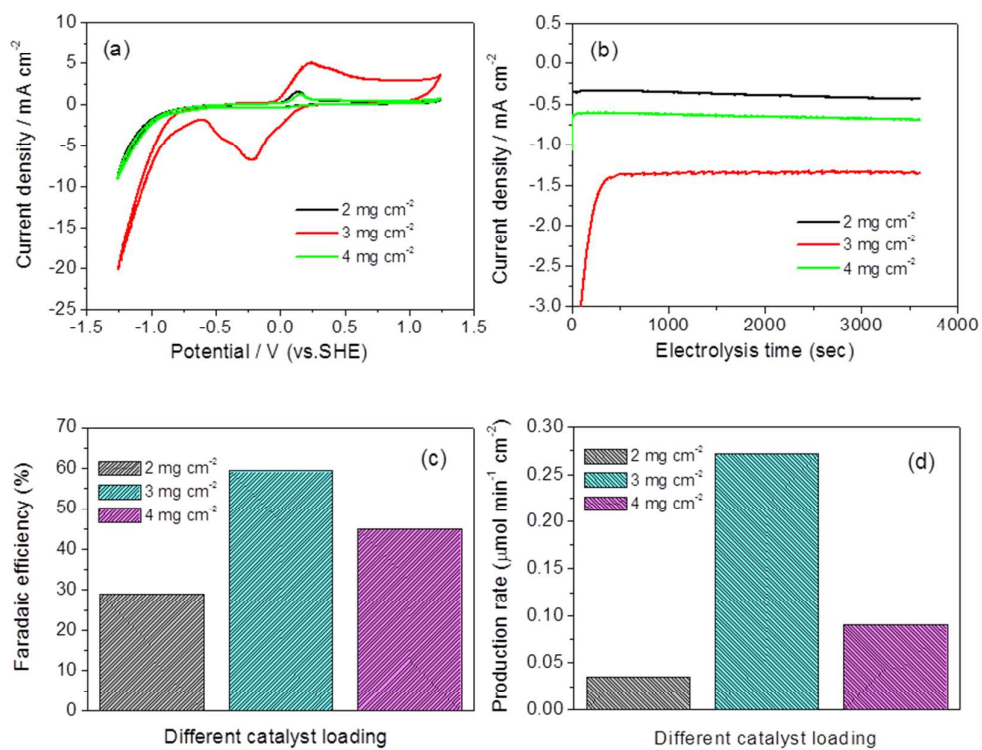 (a)
Current density / mA cm⁻²
10
5
0
-5
-10
-15
-20
-25
2 mg cm⁻²
3 mg cm⁻²
4 mg cm⁻²
-1.5 -1.0 -0.5 0.0 0.5 1.0 1.5
Potential / V (vs.SHE)
(b)
Current density / mA cm⁻²
0.5
0.0
-0.5
-1.0
-1.5
-2.0
-2.5
-3.0
2 mg cm⁻²
3 mg cm⁻²
4 mg cm⁻²
0 1000 2000 3000 4000
Electrolysis time (sec)
(c)
Faradaic efficiency (%)
70
60
50
40
30
20
10
0
2 mg cm⁻²
3 mg cm⁻²
4 mg cm⁻²
Different catalyst loading
(d)
Production rate (μmol min⁻¹ cm⁻²)
0.30
0.25
0.20
0.15
0.10
0.05
0.00
2 mg cm⁻²
3 mg cm⁻²
4 mg cm⁻²
Different catalyst loading